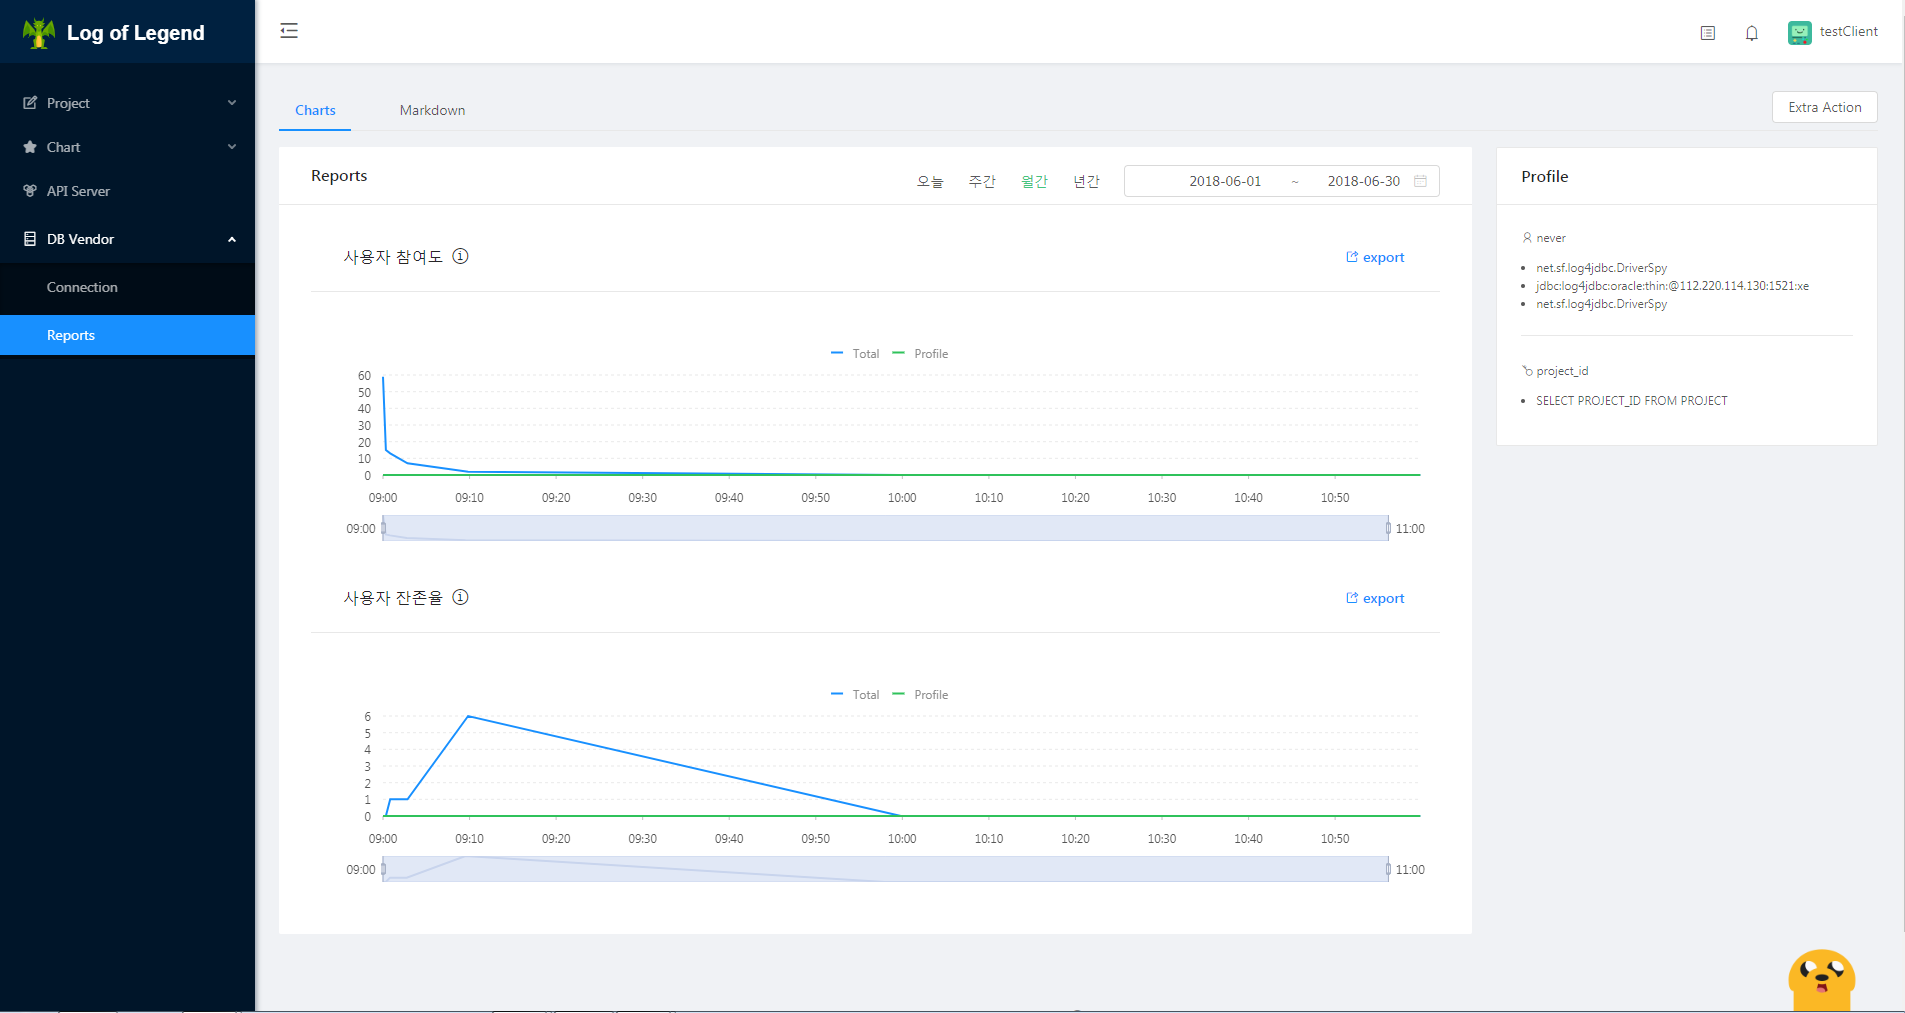 Log of Legend
testClient
Project
Chart
API Server
DB Vendor
Connection
Reports
Charts
Markdown
Extra Action
Reports
오늘
주간
월간
년간
2018-06-01 ~ 2018-06-30
사용자 참여도
export
Total
Profile
60
50
40
30
20
10
0
09:00 09:10 09:20 09:30 09:40 09:50 10:00 10:10 10:20 10:30 10:40 10:50
09:00
11:00
사용자 잔존율
export
Total
Profile
6
5
4
3
2
1
0
09:00 09:10 09:20 09:30 09:40 09:50 10:00 10:10 10:20 10:30 10:40 10:50
09:00
11:00
Profile
never
net.sf.log4jdbc.DriverSpy
jdbc:log4jdbc:oracle:thin:@112.220.114.130:1521:xe
net.sf.log4jdbc.DriverSpy
project_id
SELECT PROJECT_ID FROM PROJECT